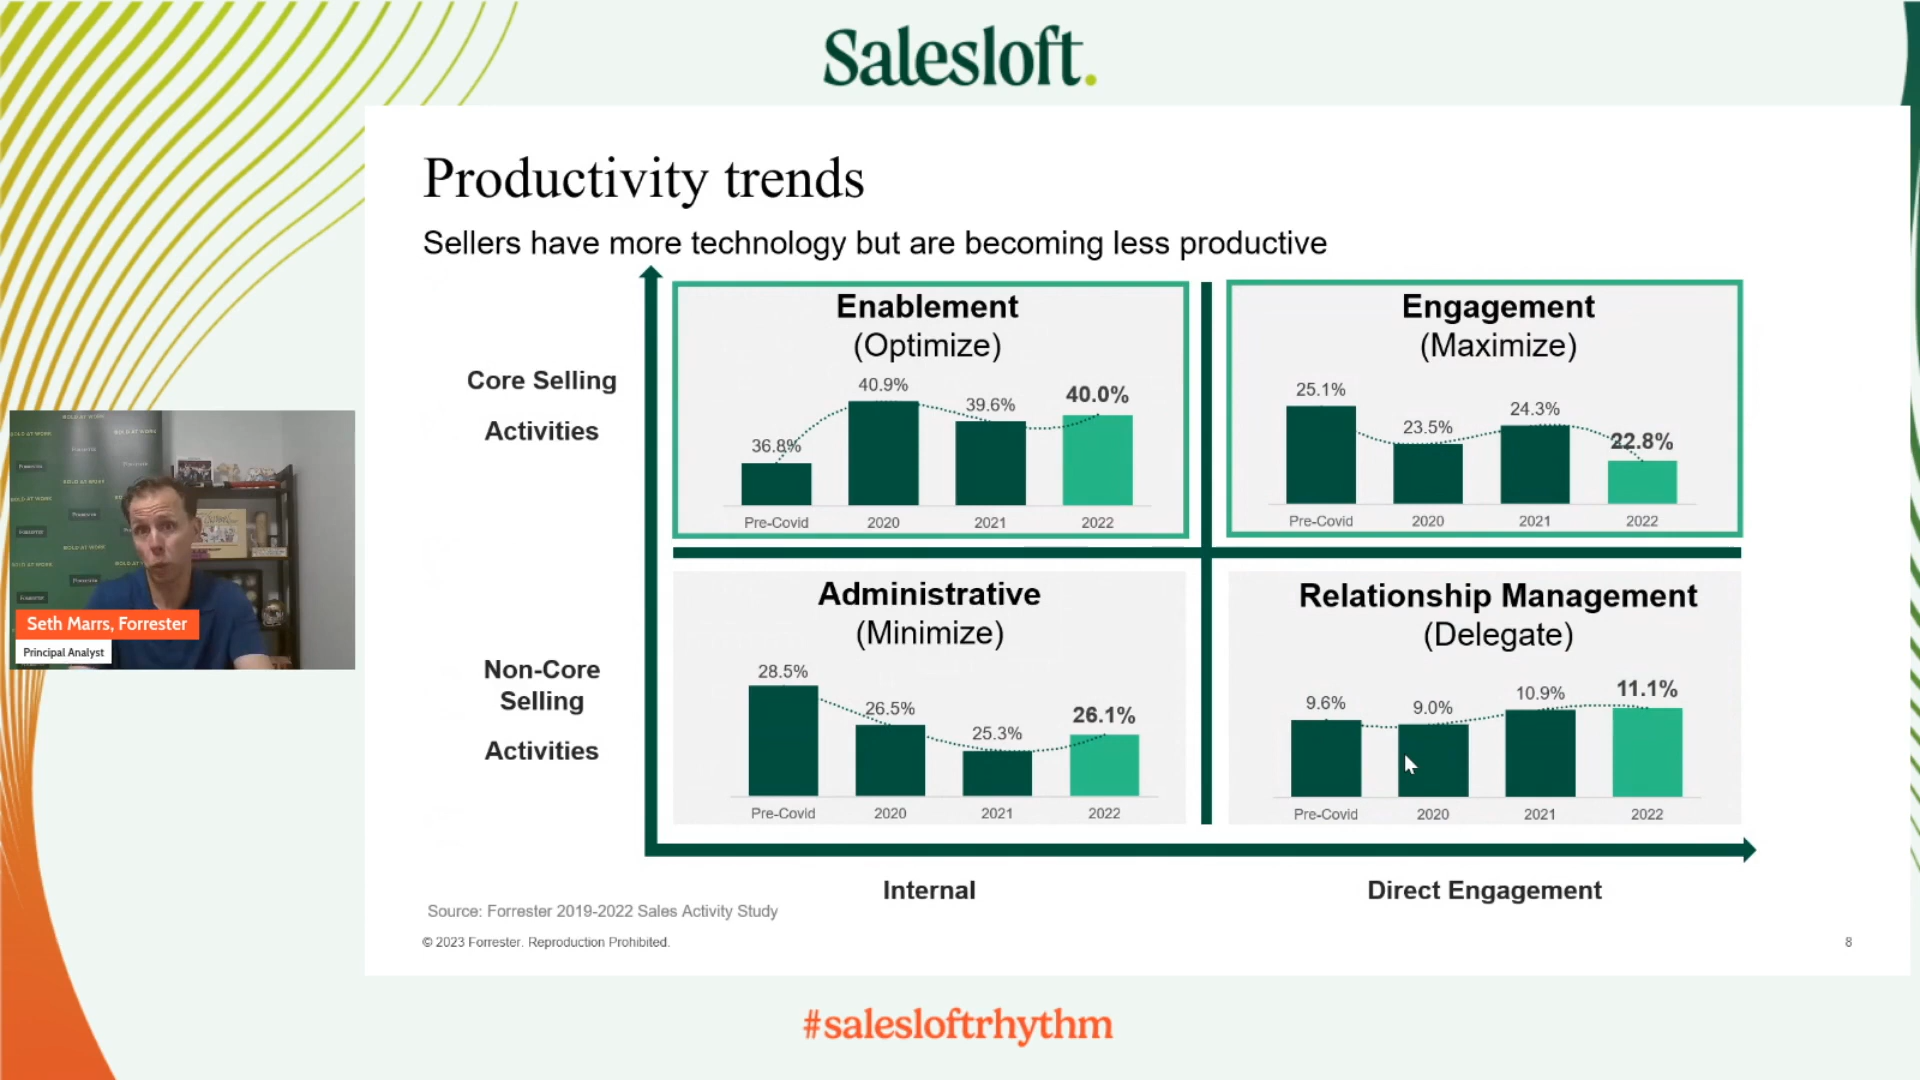 Salesloft.
Productivity trends
Sellers have more technology but are becoming less productive
Core Selling
Activities
Enablement
(Optimize)
36.8%
40.9%
39.6%
40.0%
Pre-Covid
2020
2021
2022
Engagement
(Maximize)
25.1%
23.5%
24.3%
22.8%
Pre-Covid
2020
2021
2022
BOLD AT WORK
Forrester
Seth Marrs, Forrester
Principal Analyst
Non-Core
Selling
Activities
Administrative
(Minimize)
28.5%
26.5%
25.3%
26.1%
Pre-Covid
2020
2021
2022
Relationship Management
(Delegate)
9.6%
9.0%
10.9%
11.1%
Pre-Covid
2020
2021
2022
Internal
Direct Engagement
Source: Forrester 2019-2022 Sales Activity Study
© 2023 Forrester. Reproduction Prohibited.
8
#salesloftrhythm